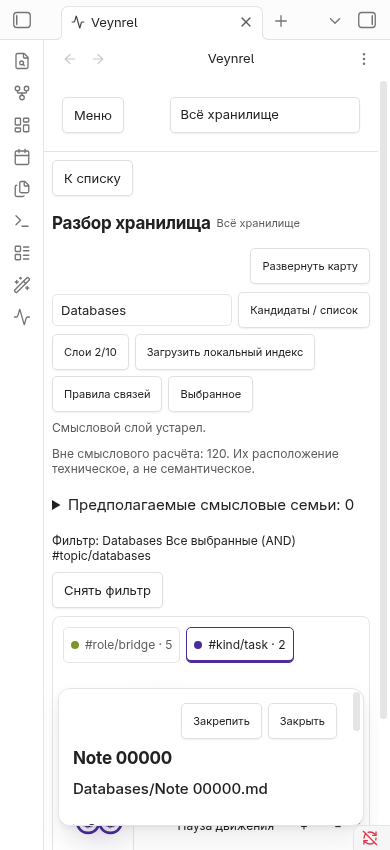 Veynrel
Veynrel
Меню
Всё хранилище
К списку
Разбор хранилища Всё хранилище
Развернуть карту
Databases
Кандидаты / список
Слои 2/10
Загрузить локальный индекс
Правила связей
Выбранное
Смысловой слой устарел.
Вне смыслового расчёта: 120. Их расположение
техническое, а не семантическое.
Предполагаемые смысловые семьи: 0
Фильтр: Databases Все выбранные (AND)
#topic/databases
Снять фильтр
#role/bridge · 5
#kind/task · 2
Закрепить
Закрыть
Note 00000
Databases/Note 00000.md
Пауза движения